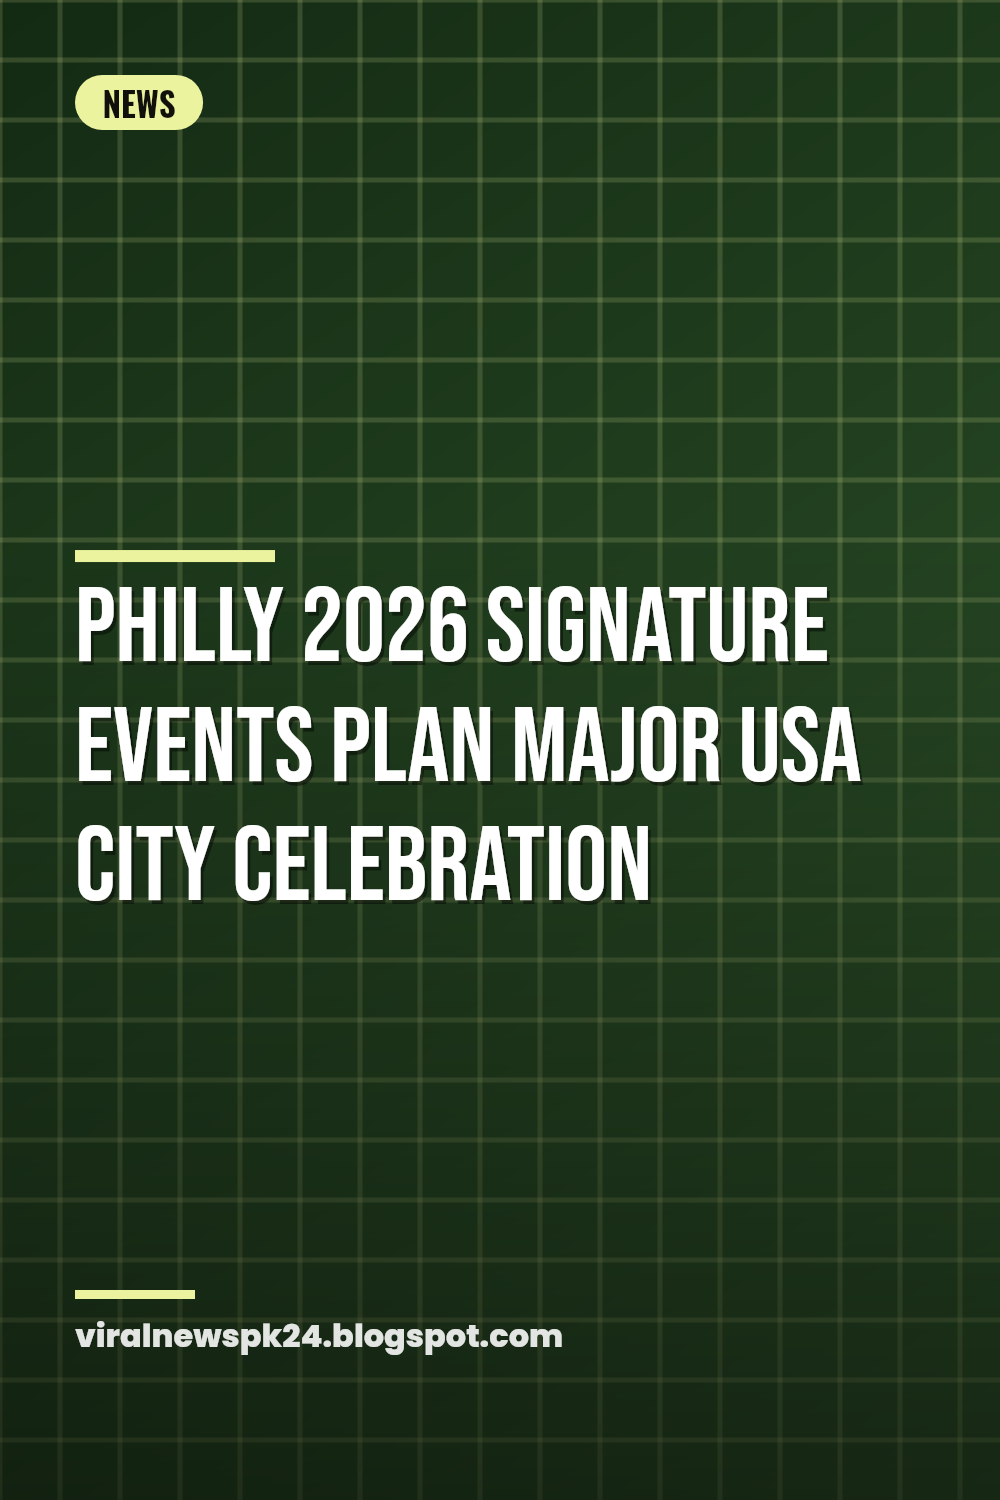 NEWS
PHILLY 2026 SIGNATURE
EVENTS PLAN MAJOR USA
CITY CELEBRATION
viralnewspk24.blogspot.com